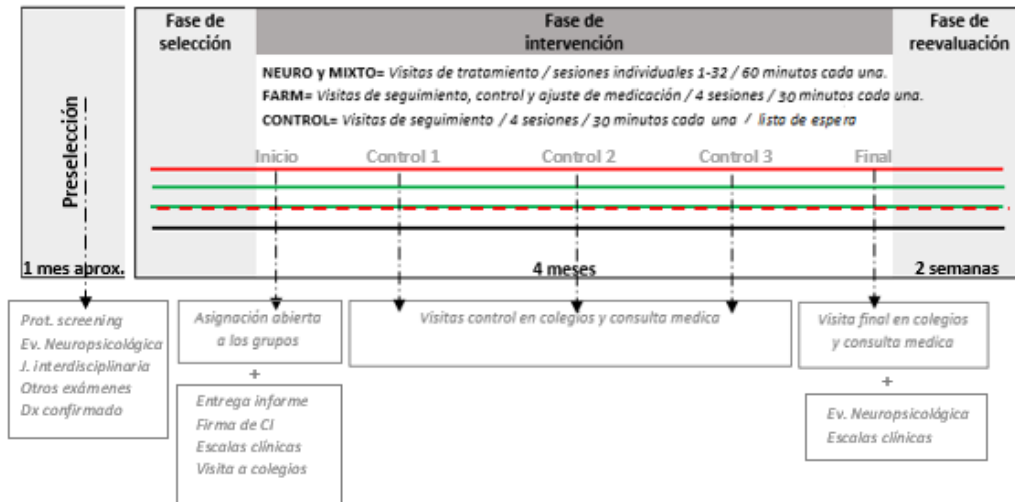 Fase de
selección
Fase de
intervención
Fase de
reevaluación
NEURO y MIXTO= Visitas de tratamiento / sesiones individuales 1-32 / 60 minutos cada una.
FARM= Visitas de seguimiento, control y ajuste de medicación / 4 sesiones / 30 minutos cada una.
CONTROL= Visitas de seguimiento / 4 sesiones / 30 minutos cada una / lista de espera
Preselección
Inicio
Control 1
Control 2
Control 3
Final
1 mes aprox.
4 meses
2 semanas
Prot. screening
Ev. Neuropsicológica
J. interdisciplinaria
Otros exámenes
Dx confirmado
Asignación abierta
a los grupos
+
Entrega informe
Firma de CI
Escalas clínicas
Visita a colegios
Visitas control en colegios y consulta medica
Visita final en colegios
y consulta medica
+
Ev. Neuropsicológica
Escalas clínicas